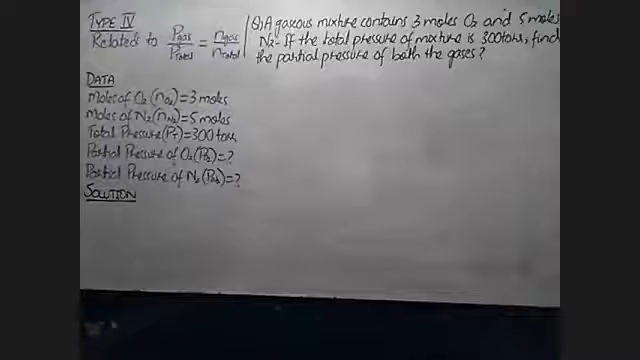 TYPE IV
Related to Pgas/Ptotal = ngas/ntotal
Q) A gaseous mixture contains 3 moles O2 and 5 moles
N2. If the total pressure of mixture is 300 torr, find
the partial pressure of both the gases?
DATA
Moles of O2 (nO2) = 3 moles
Moles of N2 (nN2) = 5 moles
Total Pressure (PT) = 300 torr
Partial Pressure of O2 (PO2) = ?
Partial Pressure of N2 (PN2) = ?
SOLUTION